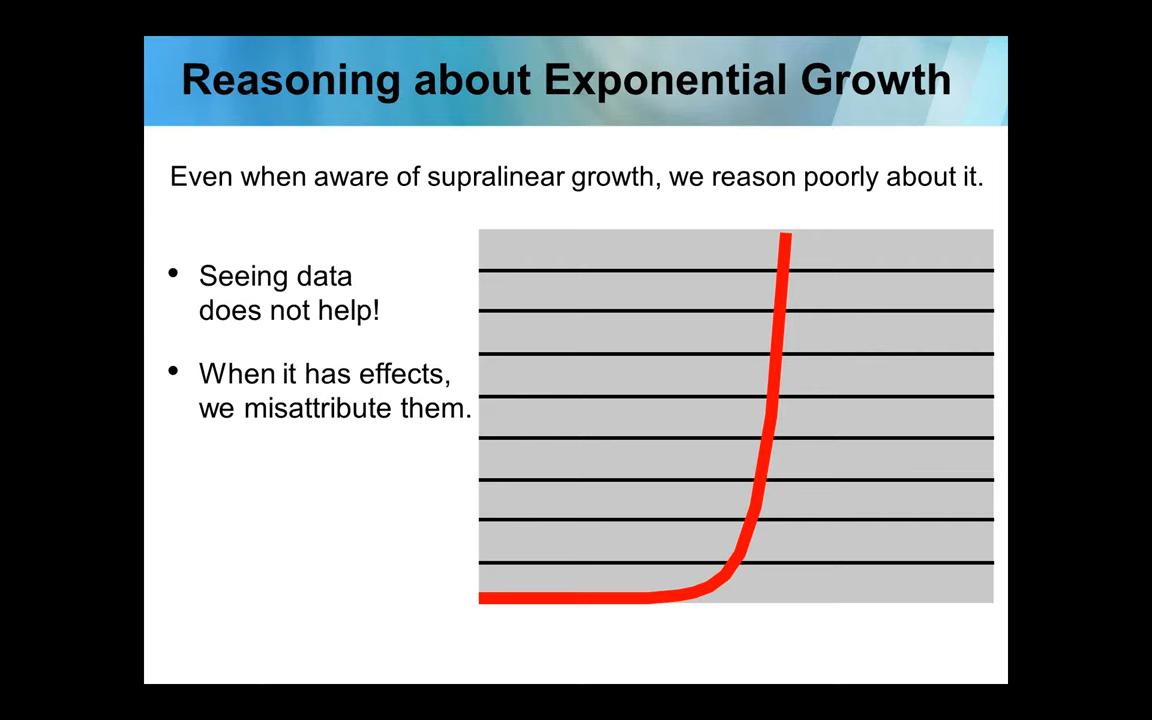 Reasoning about Exponential Growth
Even when aware of supralinear growth, we reason poorly about it.
• Seeing data
does not help!
• When it has effects,
we misattribute them.